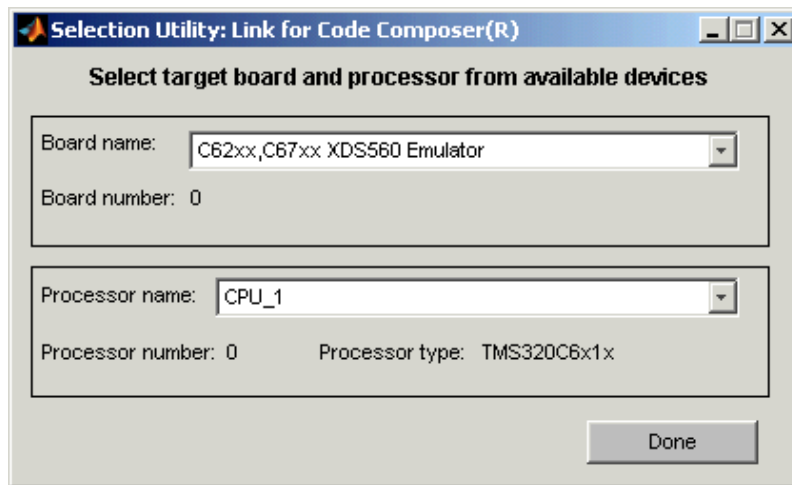 Selection Utility: Link for Code Composer(R)
Select target board and processor from available devices
Board name: C62xx,C67xx XDS560 Emulator
Board number: 0
Processor name: CPU_1
Processor number: 0 Processor type: TMS320C6x1x
Done